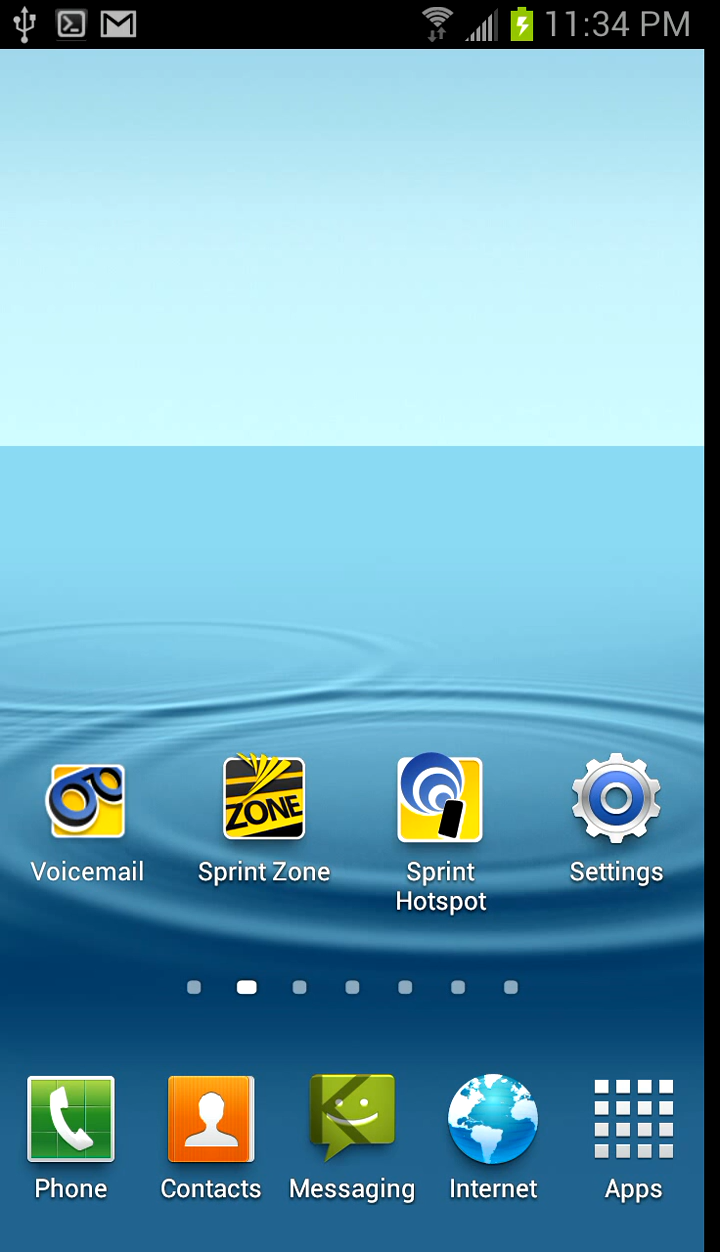 11:34 PM
ZONE
Voicemail
Sprint Zone
Sprint
Hotspot
Settings
Phone
Contacts
Messaging
Internet
Apps